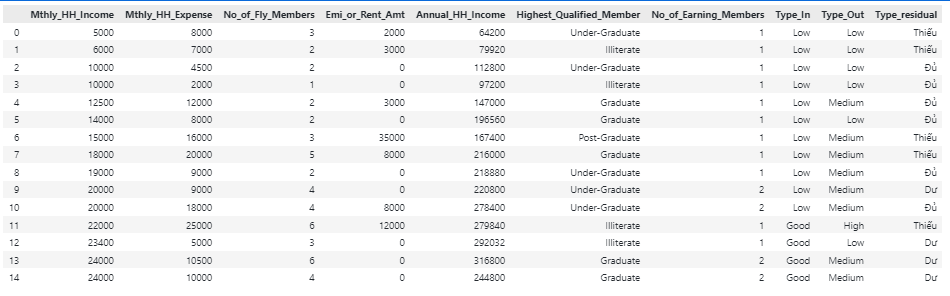 Mthly_HH_Income Mthly_HH_Expense No_of_Fly_Members Emi_or_Rent_Amt Annual_HH_Income Highest_Qualified_Member No_of_Earning_Members Type_In Type_Out Type_residual
0 5000 8000 3 2000 64200 Under-Graduate 1 Low Low Thiếu
1 6000 7000 2 3000 79920 Illiterate 1 Low Low Thiếu
2 10000 4500 2 0 112800 Under-Graduate 1 Low Low Đủ
3 10000 2000 1 0 97200 Illiterate 1 Low Low Đủ
4 12500 12000 2 3000 147000 Graduate 1 Low Medium Đủ
5 14000 8000 2 0 196560 Graduate 1 Low Low Đủ
6 15000 16000 3 35000 167400 Post-Graduate 1 Low Medium Thiếu
7 18000 20000 5 8000 216000 Graduate 1 Low Medium Thiếu
8 19000 9000 2 0 218880 Under-Graduate 1 Low Medium Đủ
9 20000 9000 4 0 220800 Under-Graduate 2 Low Medium Dư
10 20000 18000 4 8000 278400 Under-Graduate 2 Low Medium Đủ
11 22000 25000 6 12000 279840 Illiterate 1 Good High Thiếu
12 23400 5000 3 0 292032 Illiterate 1 Good Low Dư
13 24000 10500 6 0 316800 Graduate 2 Good Medium Dư
14 24000 10000 4 0 244800 Graduate 2 Good Medium Dư